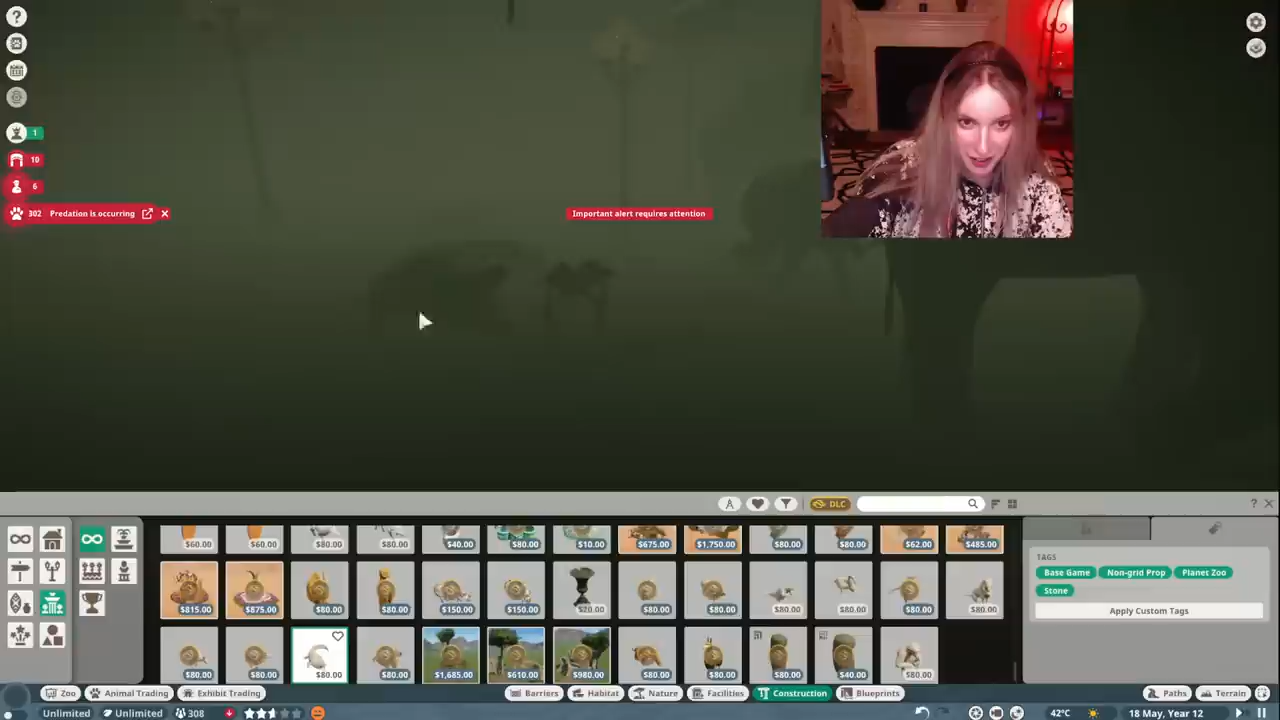 ?
1
10
6
302 Predation is occurring
Important alert requires attention
A DLC ?
$60.00 $60.00 $80.00 $80.00 $40.00 $80.00 $10.00 $675.00 $1,750.00 $80.00 $80.00 $62.00 $485.00
$815.00 $875.00 $80.00 $80.00 $150.00 $150.00 $20.00 $80.00 $80.00 $80.00 $80.00 $80.00 $80.00
$80.00 $80.00 $80.00 $80.00 $1,685.00 $610.00 $980.00 $80.00 $80.00 $80.00 $40.00 $80.00
TAGS
Base Game Non-grid Prop Planet Zoo
Stone
Apply Custom Tags
Zoo Animal Trading Exhibit Trading Barriers Habitat Nature Facilities Construction Blueprints Paths Terrain
Unlimited Unlimited 308 42°C 18 May, Year 12